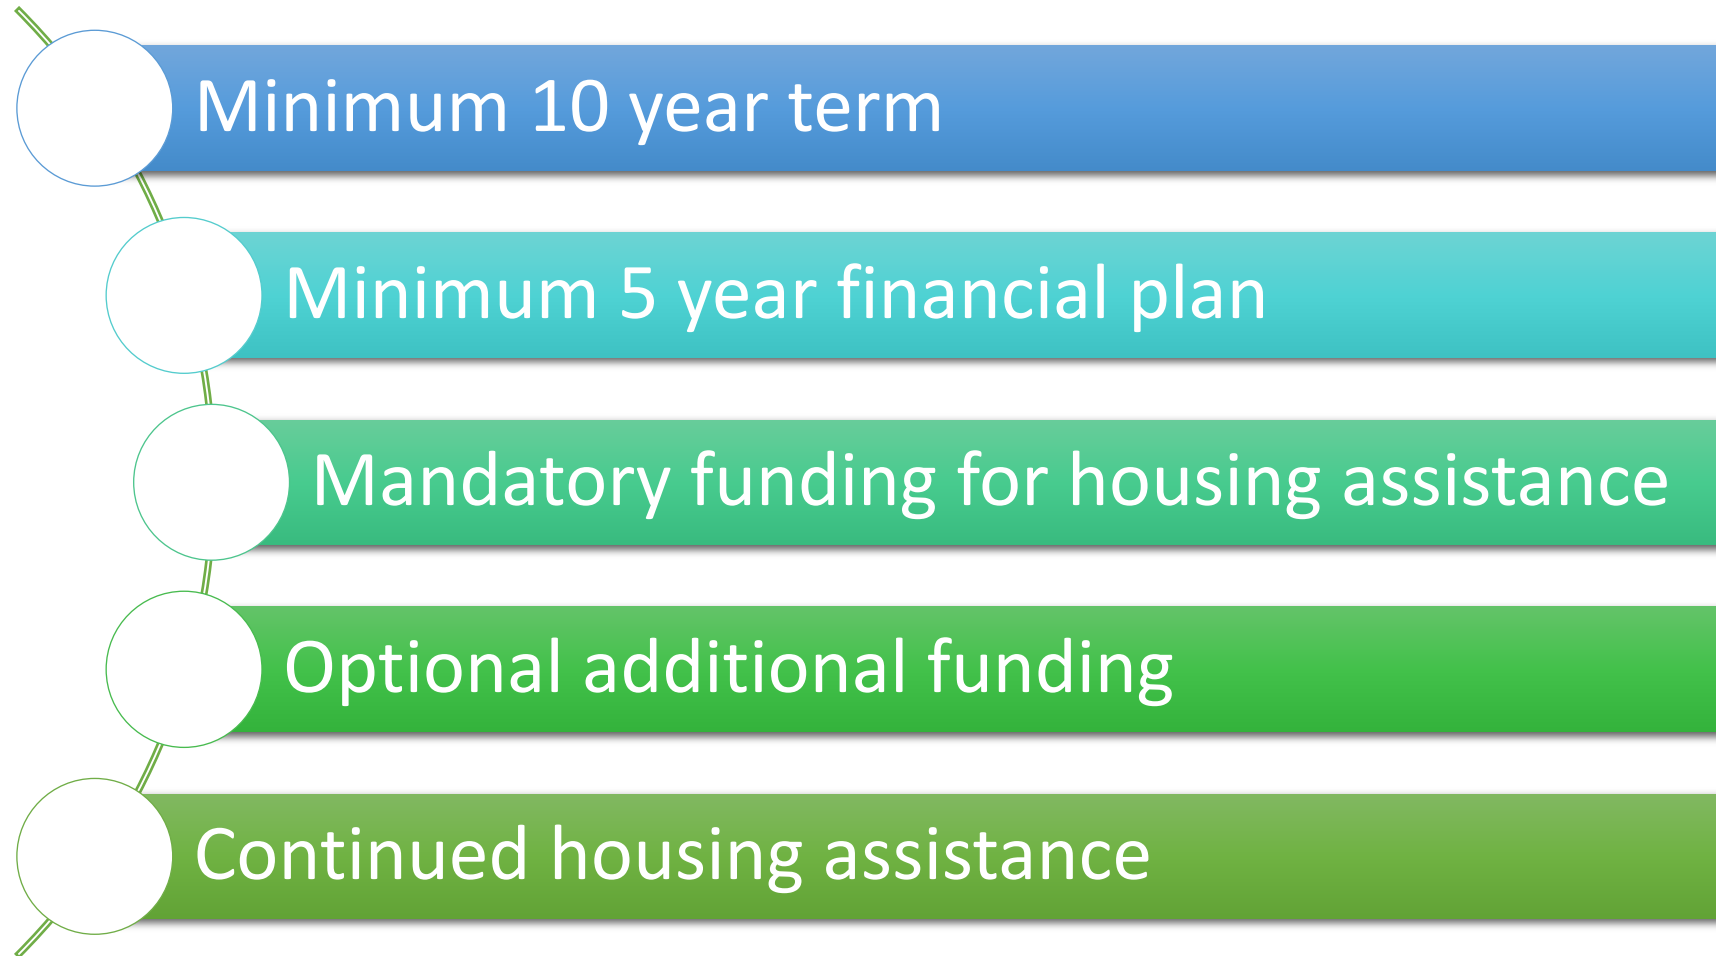 Minimum 10 year term
Minimum 5 year financial plan
Mandatory funding for housing assistance
Optional additional funding
Continued housing assistance